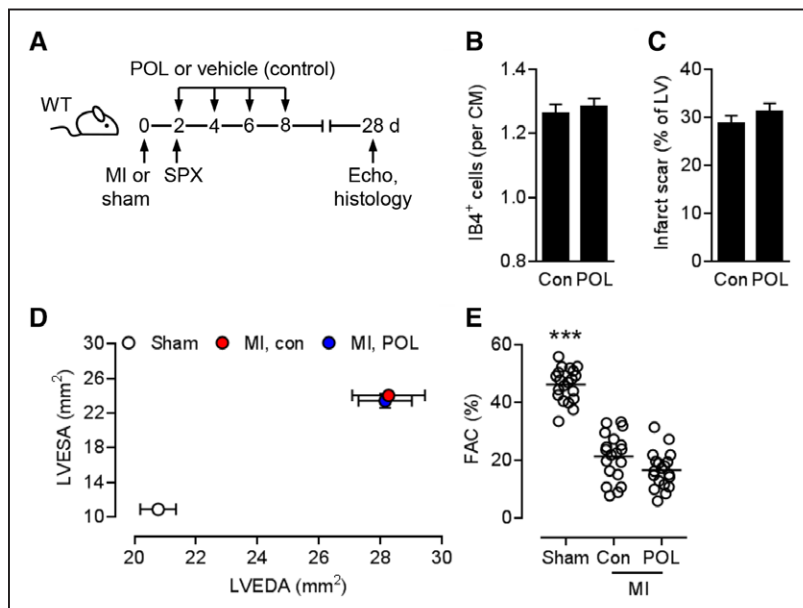 A
POL or vehicle (control)
WT
0 2 4 6 8 28 d
MI or sham
SPX
Echo, histology
B
IB4⁺ cells (per CM)
1.4
1.2
1.0
0.8
Con POL
C
Infarct scar (% of LV)
40
30
20
10
0
Con POL
D
Sham MI, con MI, POL
LVESA (mm²)
30
26
22
18
14
10
20 22 24 26 28 30
LVEDA (mm²)
E
***
FAC (%)
60
40
20
0
Sham Con POL
MI